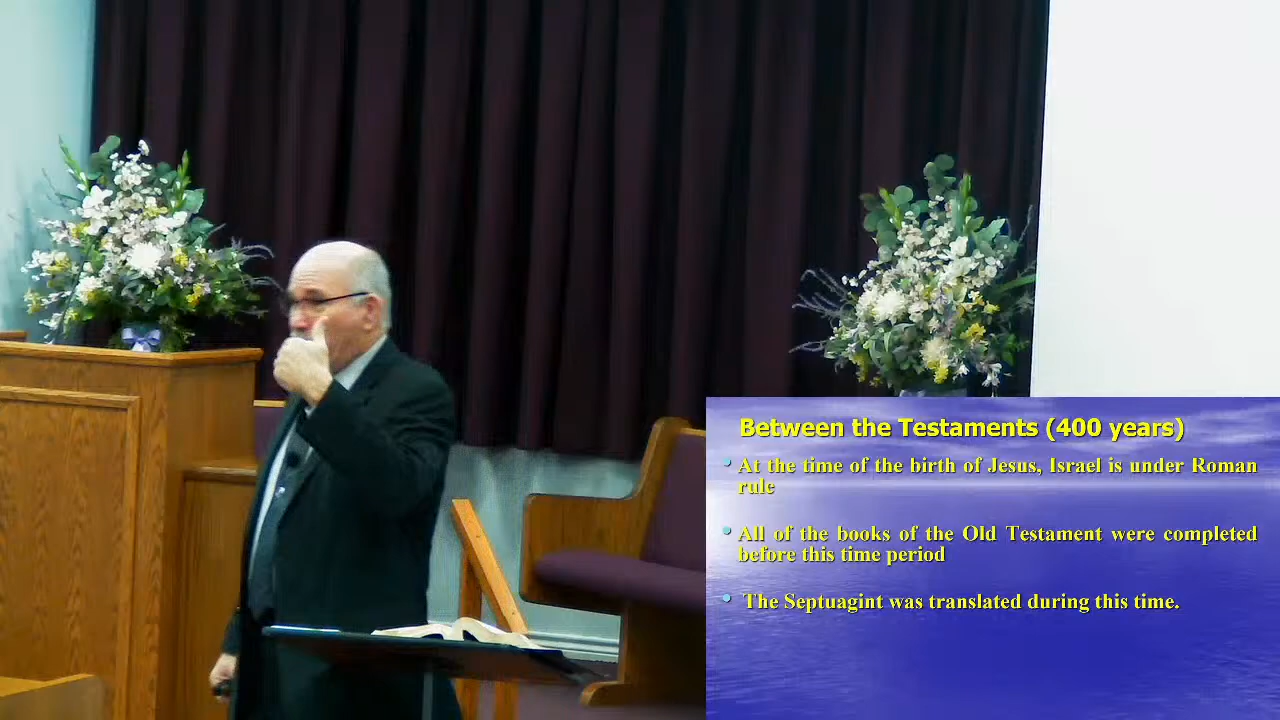 Between the Testaments (400 years)
• At the time of the birth of Jesus, Israel is under Roman
rule
• All of the books of the Old Testament were completed
before this time period
• The Septuagint was translated during this time.